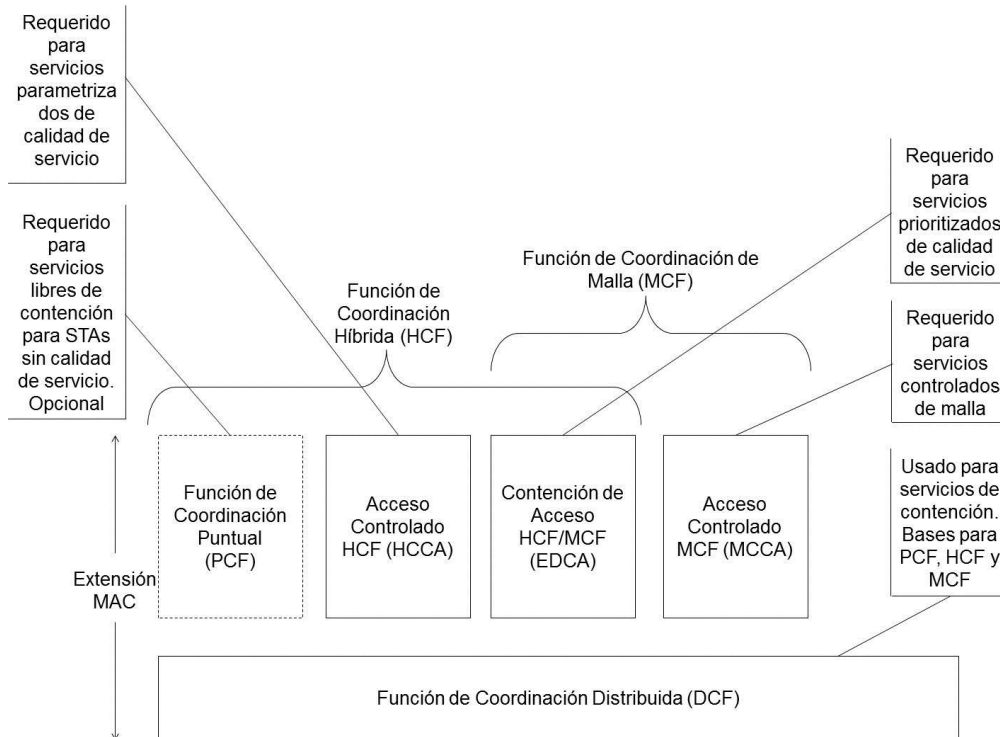 Requerido
para
servicios
parametriza
dos de
calidad de
servicio
Requerido
para
servicios
libres de
contención
para STAs
sin calidad
de servicio.
Opcional
Función de
Coordinación
Híbrida (HCF)
Función de Coordinación de
Malla (MCF)
Requerido
para
servicios
prioritizados
de calidad
de servicio
Requerido
para
servicios
controlados
de malla
Usado para
servicios de
contención.
Bases para
PCF, HCF y
MCF
Extensión
MAC
Función de
Coordinación
Puntual
(PCF)
Acceso
Controlado
HCF (HCCA)
Contención de
Acceso
HCF/MCF
(EDCA)
Acceso
Controlado
MCF (MCCA)
Función de Coordinación Distribuida (DCF)